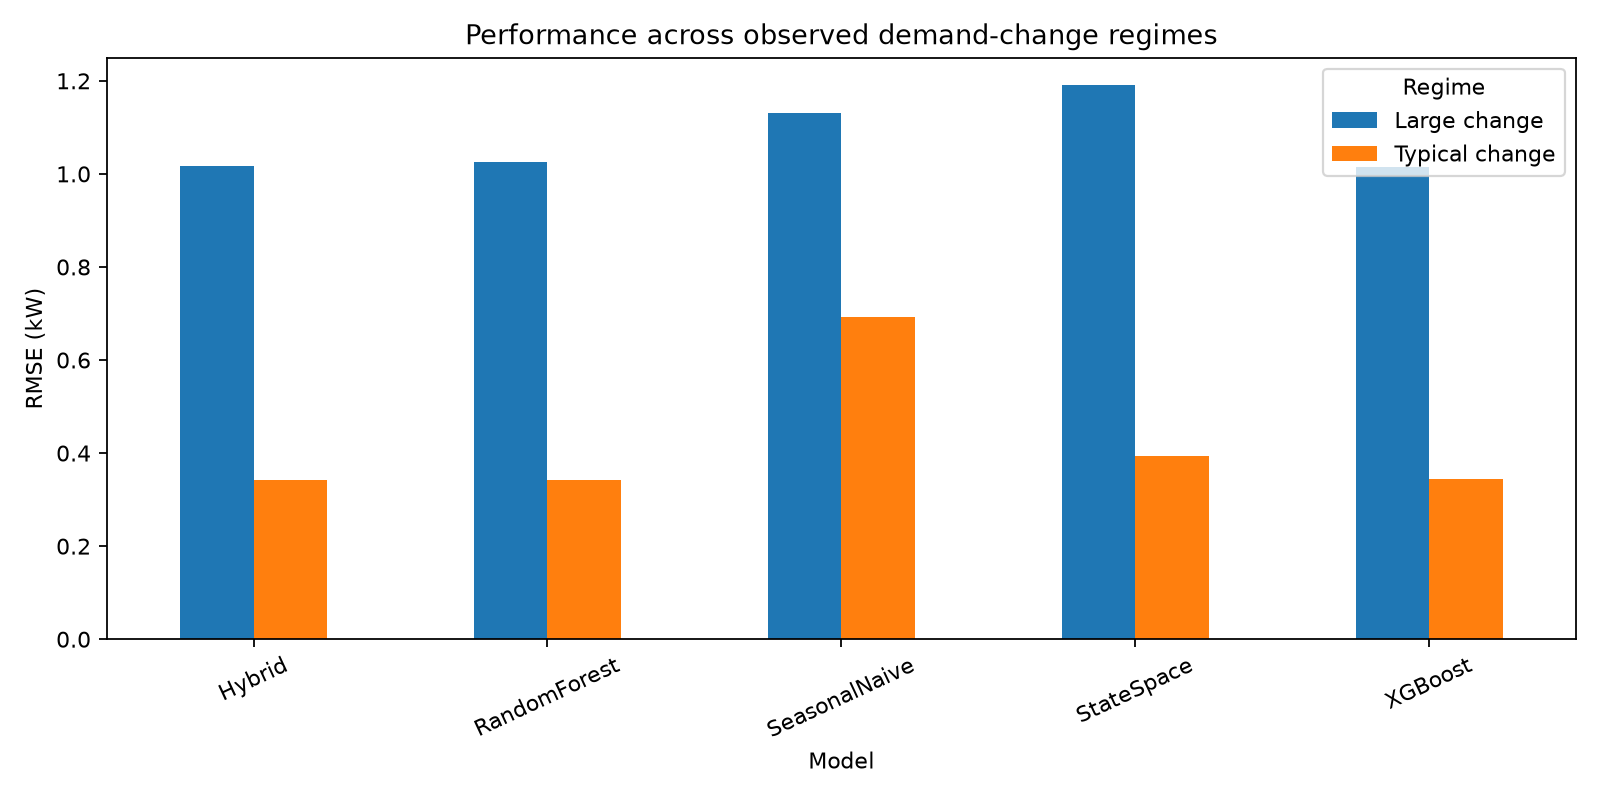 Performance across observed demand-change regimes
Regime
Large change
Typical change
RMSE (kW)
1.2
1.0
0.8
0.6
0.4
0.2
0.0
Hybrid
RandomForest
SeasonalNaive
StateSpace
XGBoost
Model